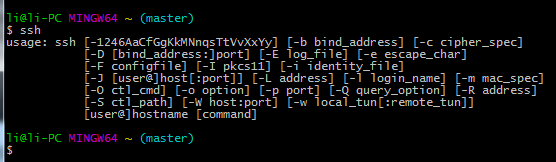 li@li-PC MINGW64 ~ (master)
$ ssh
usage: ssh [-1246AaCfGgKkMNnqsTtVvXxYy] [-b bind_address] [-c cipher_spec]
[-D [bind_address:]port] [-E log_file] [-e escape_char]
[-F configfile] [-I pkcs11] [-i identity_file]
[-J [user@]host[:port]] [-L address] [-l login_name] [-m mac_spec]
[-O ctl_cmd] [-o option] [-p port] [-Q query_option] [-R address]
[-S ctl_path] [-W host:port] [-w local_tun[:remote_tun]]
[user@]hostname [command]
li@li-PC MINGW64 ~ (master)
$